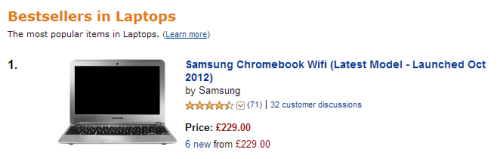 Bestsellers in Laptops
The most popular items in Laptops. (Learn more)
1.
Samsung Chromebook Wifi (Latest Model - Launched Oct
2012)
by Samsung
(71) | 32 customer discussions
Price: £229.00
6 new from £229.00